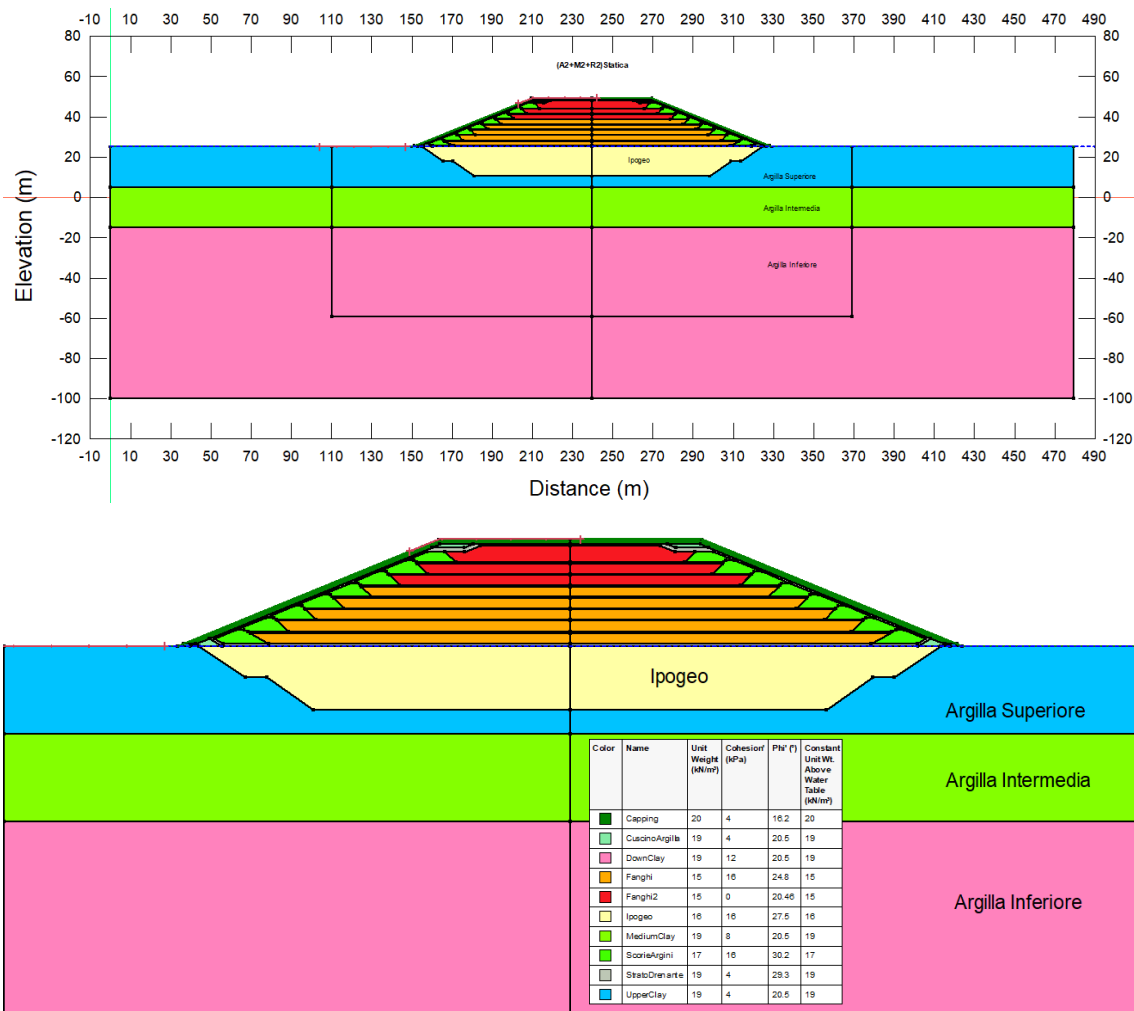 -10 10 30 50 70 90 110 130 150 170 190 210 230 250 270 290 310 330 350 370 390 410 430 450 470 490
80 80
(A2+M2+R2)Statica
60 60
40 40
20 20
Ipogeo
Argilla Superiore
0 0
Argilla Intermedia
-20 -20
Argilla Inferiore
-40 -40
-60 -60
-80 -80
-100 -100
-120 -120
Elevation (m)
-10 10 30 50 70 90 110 130 150 170 190 210 230 250 270 290 310 330 350 370 390 410 430 450 470 490
Distance (m)
Ipogeo
Argilla Superiore
Argilla Intermedia
Argilla Inferiore
Color Name Unit Weight (kN/m³) Cohesion' (kPa) Phi' (°) Constant Unit Wt. Above Water Table (kN/m³)
Capping 20 4 16.2 20
CuscinoArgilla 19 4 20.5 19
DownClay 19 12 20.5 19
Fanghi 15 16 24.8 15
Fanghi2 15 0 20.46 15
Ipogeo 16 16 27.5 16
MediumClay 19 8 20.5 19
ScorieArgini 17 16 30.2 17
StratoDrenante 19 4 29.3 19
UpperClay 19 4 20.5 19